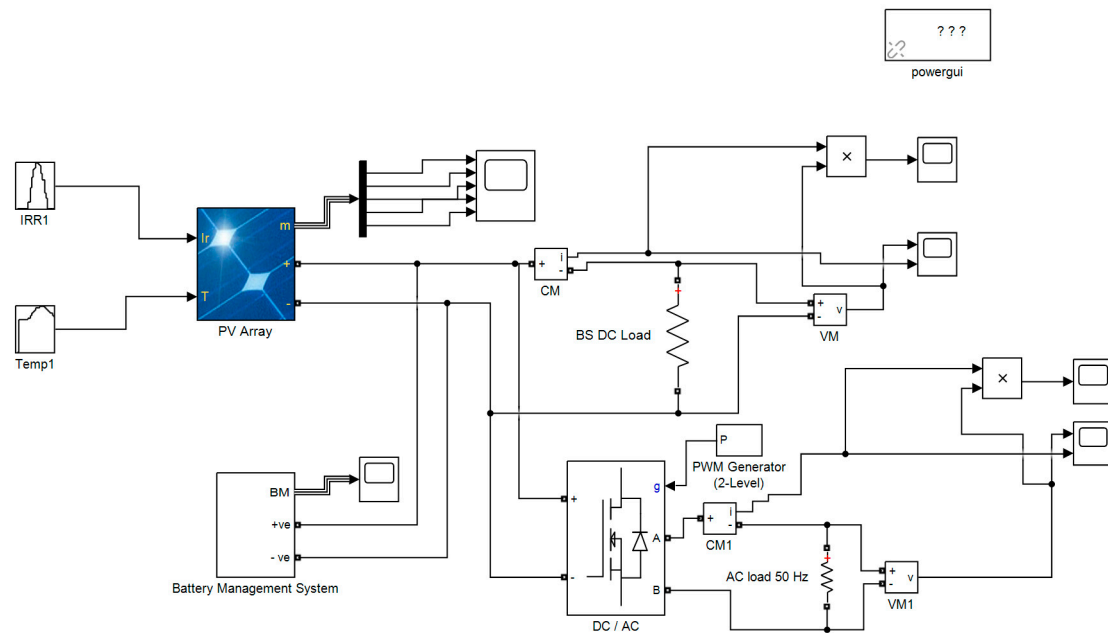 ? ? ?
powergui
×
IRR1
Ir
m
+
-
T
PV Array
Temp1
+
i
-
CM
BS DC Load
+
+
-
v
VM
×
BM
+ve
- ve
Battery Management System
P
PWM Generator
(2-Level)
g
+
-
A
B
DC / AC
+
i
-
CM1
AC load 50 Hz
+
+
-
v
VM1